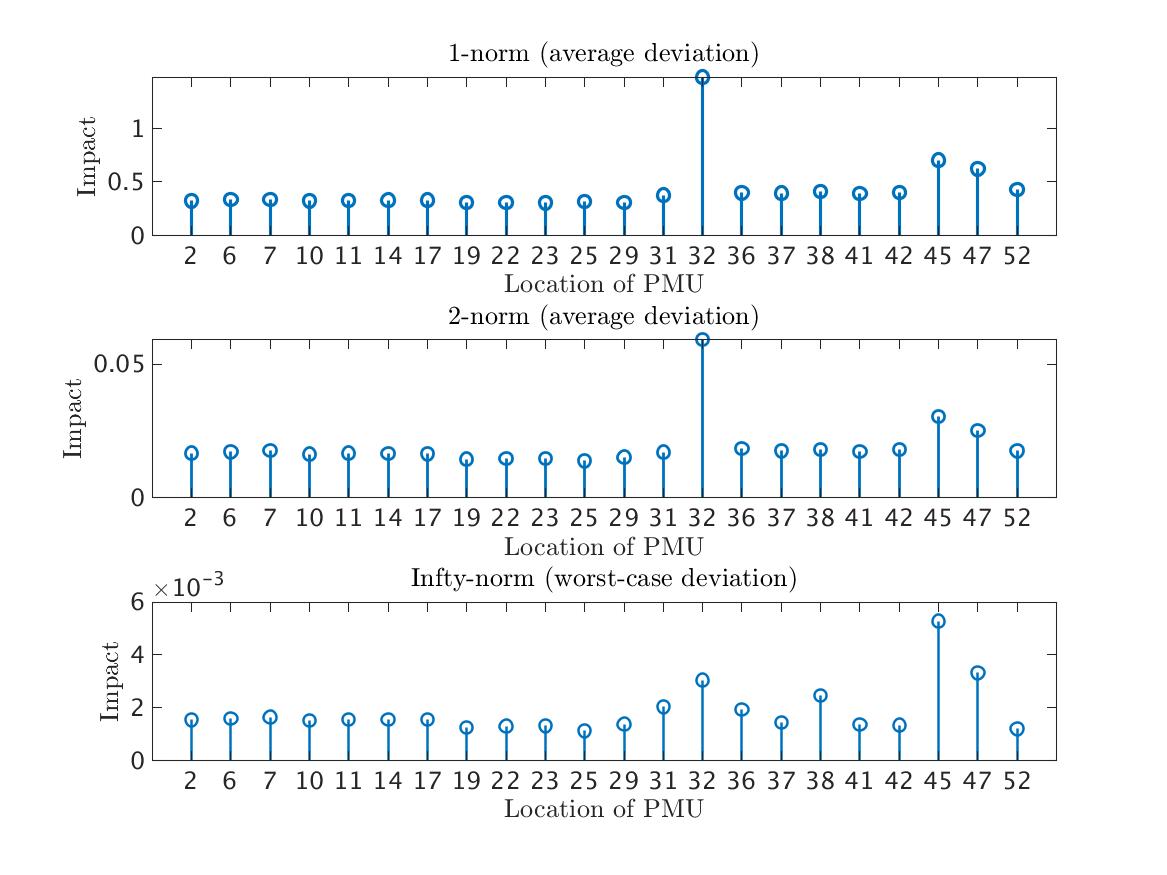 1-norm (average deviation)
Impact
1
0.5
0
2 6 7 10 11 14 17 19 22 23 25 29 31 32 36 37 38 41 42 45 47 52
Location of PMU
2-norm (average deviation)
Impact
0.05
0
2 6 7 10 11 14 17 19 22 23 25 29 31 32 36 37 38 41 42 45 47 52
Location of PMU
Infty-norm (worst-case deviation)
×10⁻³
Impact
6
4
2
0
2 6 7 10 11 14 17 19 22 23 25 29 31 32 36 37 38 41 42 45 47 52
Location of PMU